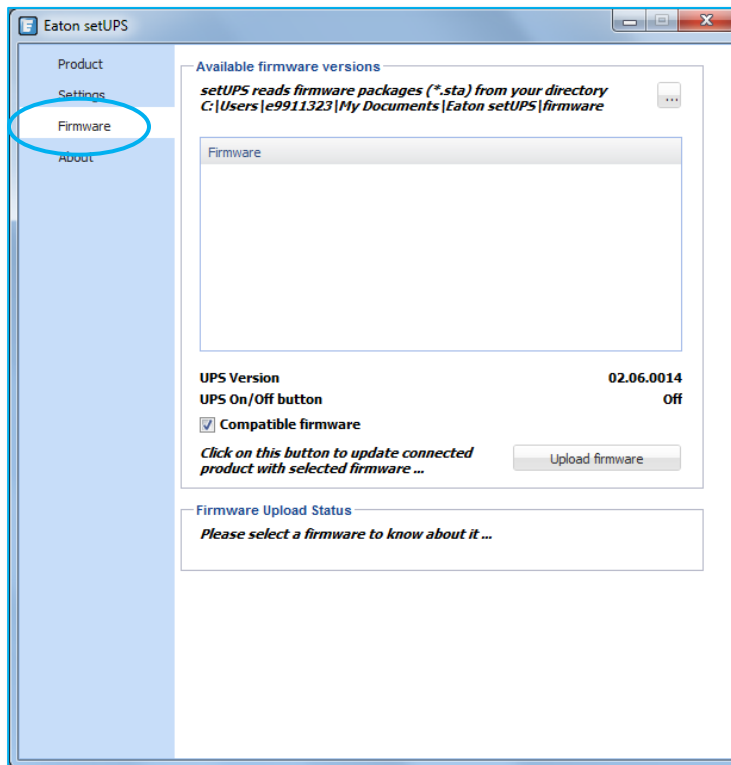 Eaton setUPS
Product
Settings
Firmware
About
Available firmware versions
setUPS reads firmware packages (*.sta) from your directory
C:\Users\e9911323\My Documents\Eaton setUPS\firmware
...
Firmware
UPS Version 02.06.0014
UPS On/Off button Off
Compatible firmware
Click on this button to update connected
product with selected firmware ...
Upload firmware
Firmware Upload Status
Please select a firmware to know about it ...